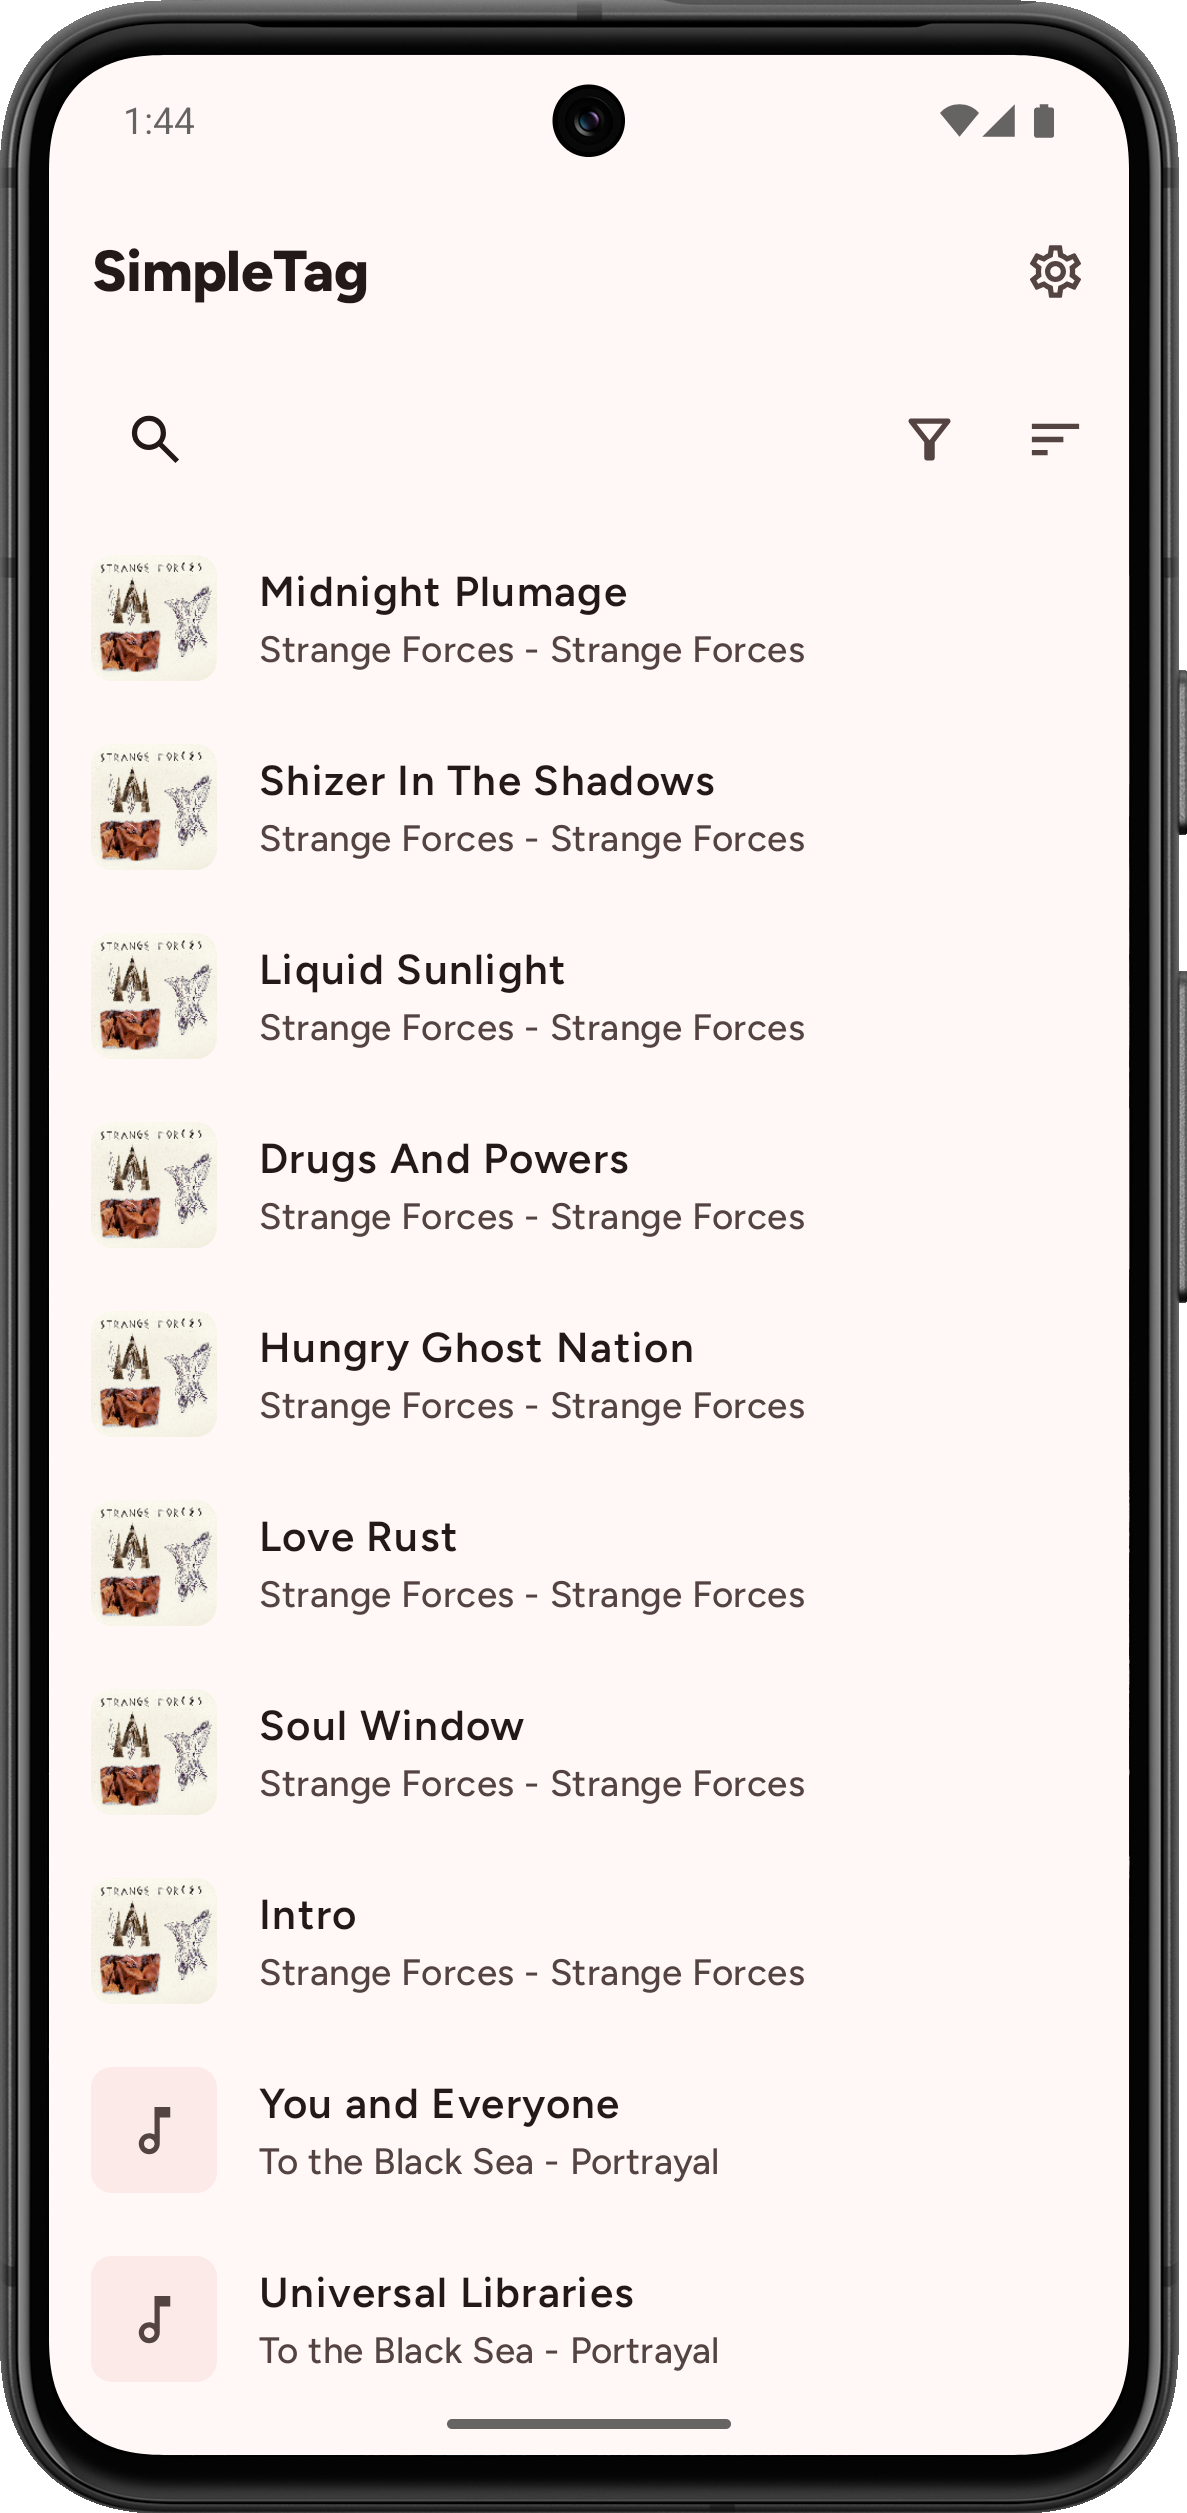 1:44
SimpleTag
STRANGE FORCES
Midnight Plumage
Strange Forces - Strange Forces
STRANGE FORCES
Shizer In The Shadows
Strange Forces - Strange Forces
STRANGE FORCES
Liquid Sunlight
Strange Forces - Strange Forces
STRANGE FORCES
Drugs And Powers
Strange Forces - Strange Forces
STRANGE FORCES
Hungry Ghost Nation
Strange Forces - Strange Forces
STRANGE FORCES
Love Rust
Strange Forces - Strange Forces
STRANGE FORCES
Soul Window
Strange Forces - Strange Forces
STRANGE FORCES
Intro
Strange Forces - Strange Forces
You and Everyone
To the Black Sea - Portrayal
Universal Libraries
To the Black Sea - Portrayal